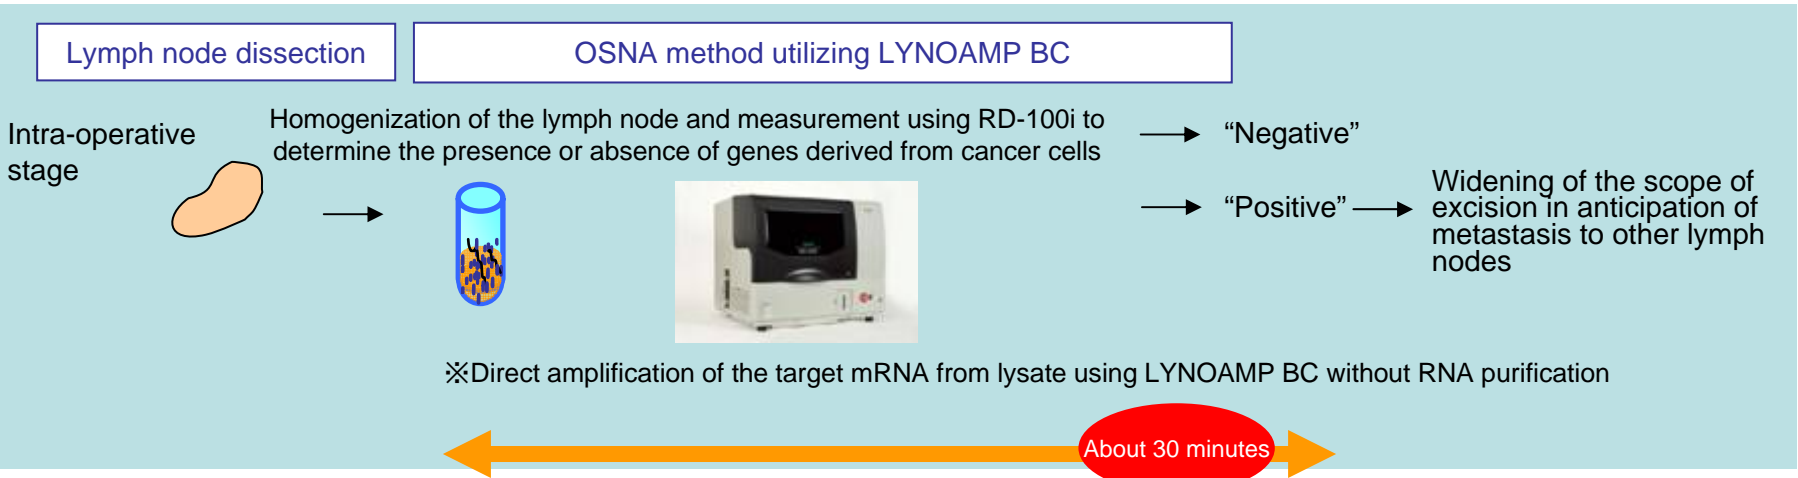 Lymph node dissection
OSNA method utilizing LYNOAMP BC
Intra-operative
stage
Homogenization of the lymph node and measurement using RD-100i to
determine the presence or absence of genes derived from cancer cells
“Negative”
“Positive”
Widening of the scope of
excision in anticipation of
metastasis to other lymph
nodes
※Direct amplification of the target mRNA from lysate using LYNOAMP BC without RNA purification
About 30 minutes